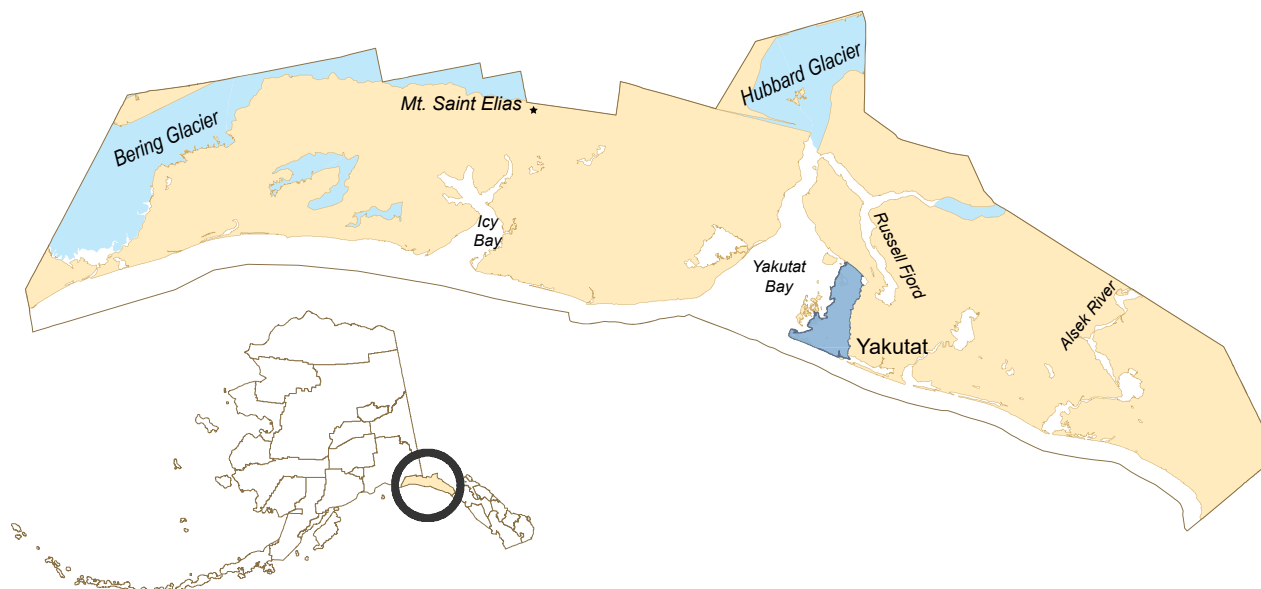 Hubbard Glacier
Mt. Saint Elias
Bering Glacier
Icy
Bay
Russell Fjord
Yakutat
Bay
Alsek River
Yakutat